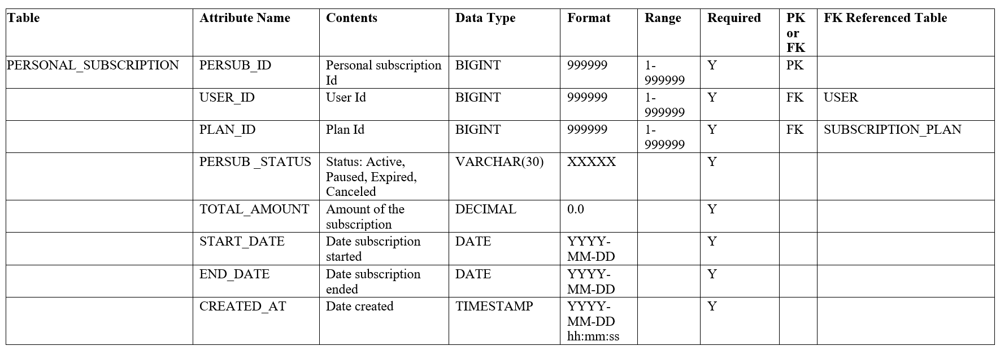 Table Attribute Name Contents Data Type Format Range Required PK FK Referenced Table
or
FK
PERSONAL_SUBSCRIPTION PERSUB_ID Personal subscription BIGINT 999999 1- Y PK
Id 999999
USER_ID User Id BIGINT 999999 1- Y FK USER
999999
PLAN_ID Plan Id BIGINT 999999 1- Y FK SUBSCRIPTION_PLAN
999999
PERSUB _STATUS Status: Active, VARCHAR(30) XXXXX Y
Paused, Expired,
Canceled
TOTAL_AMOUNT Amount of the DECIMAL 0.0 Y
subscription
START_DATE Date subscription DATE YYYY- Y
started MM-DD
END_DATE Date subscription DATE YYYY- Y
ended MM-DD
CREATED_AT Date created TIMESTAMP YYYY- Y
MM-DD
hh:mm:ss